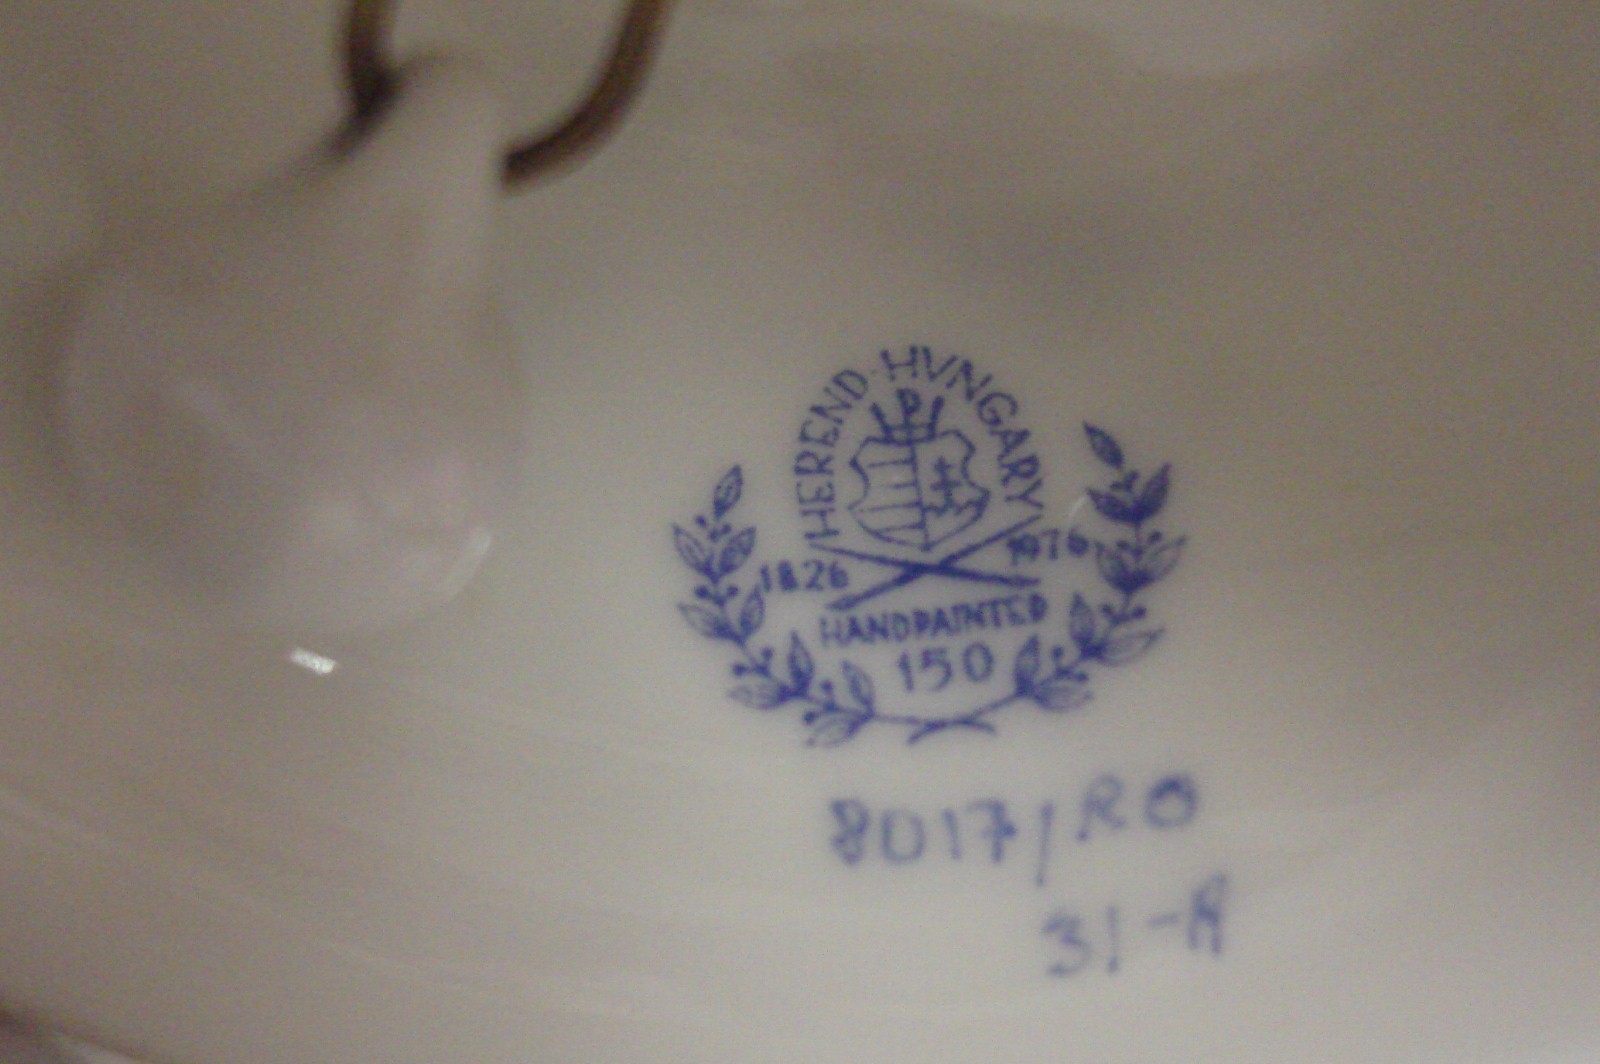 HEREND HVNGARY
1826 1976
HANDPAINTED
150
8017/RO
31-A